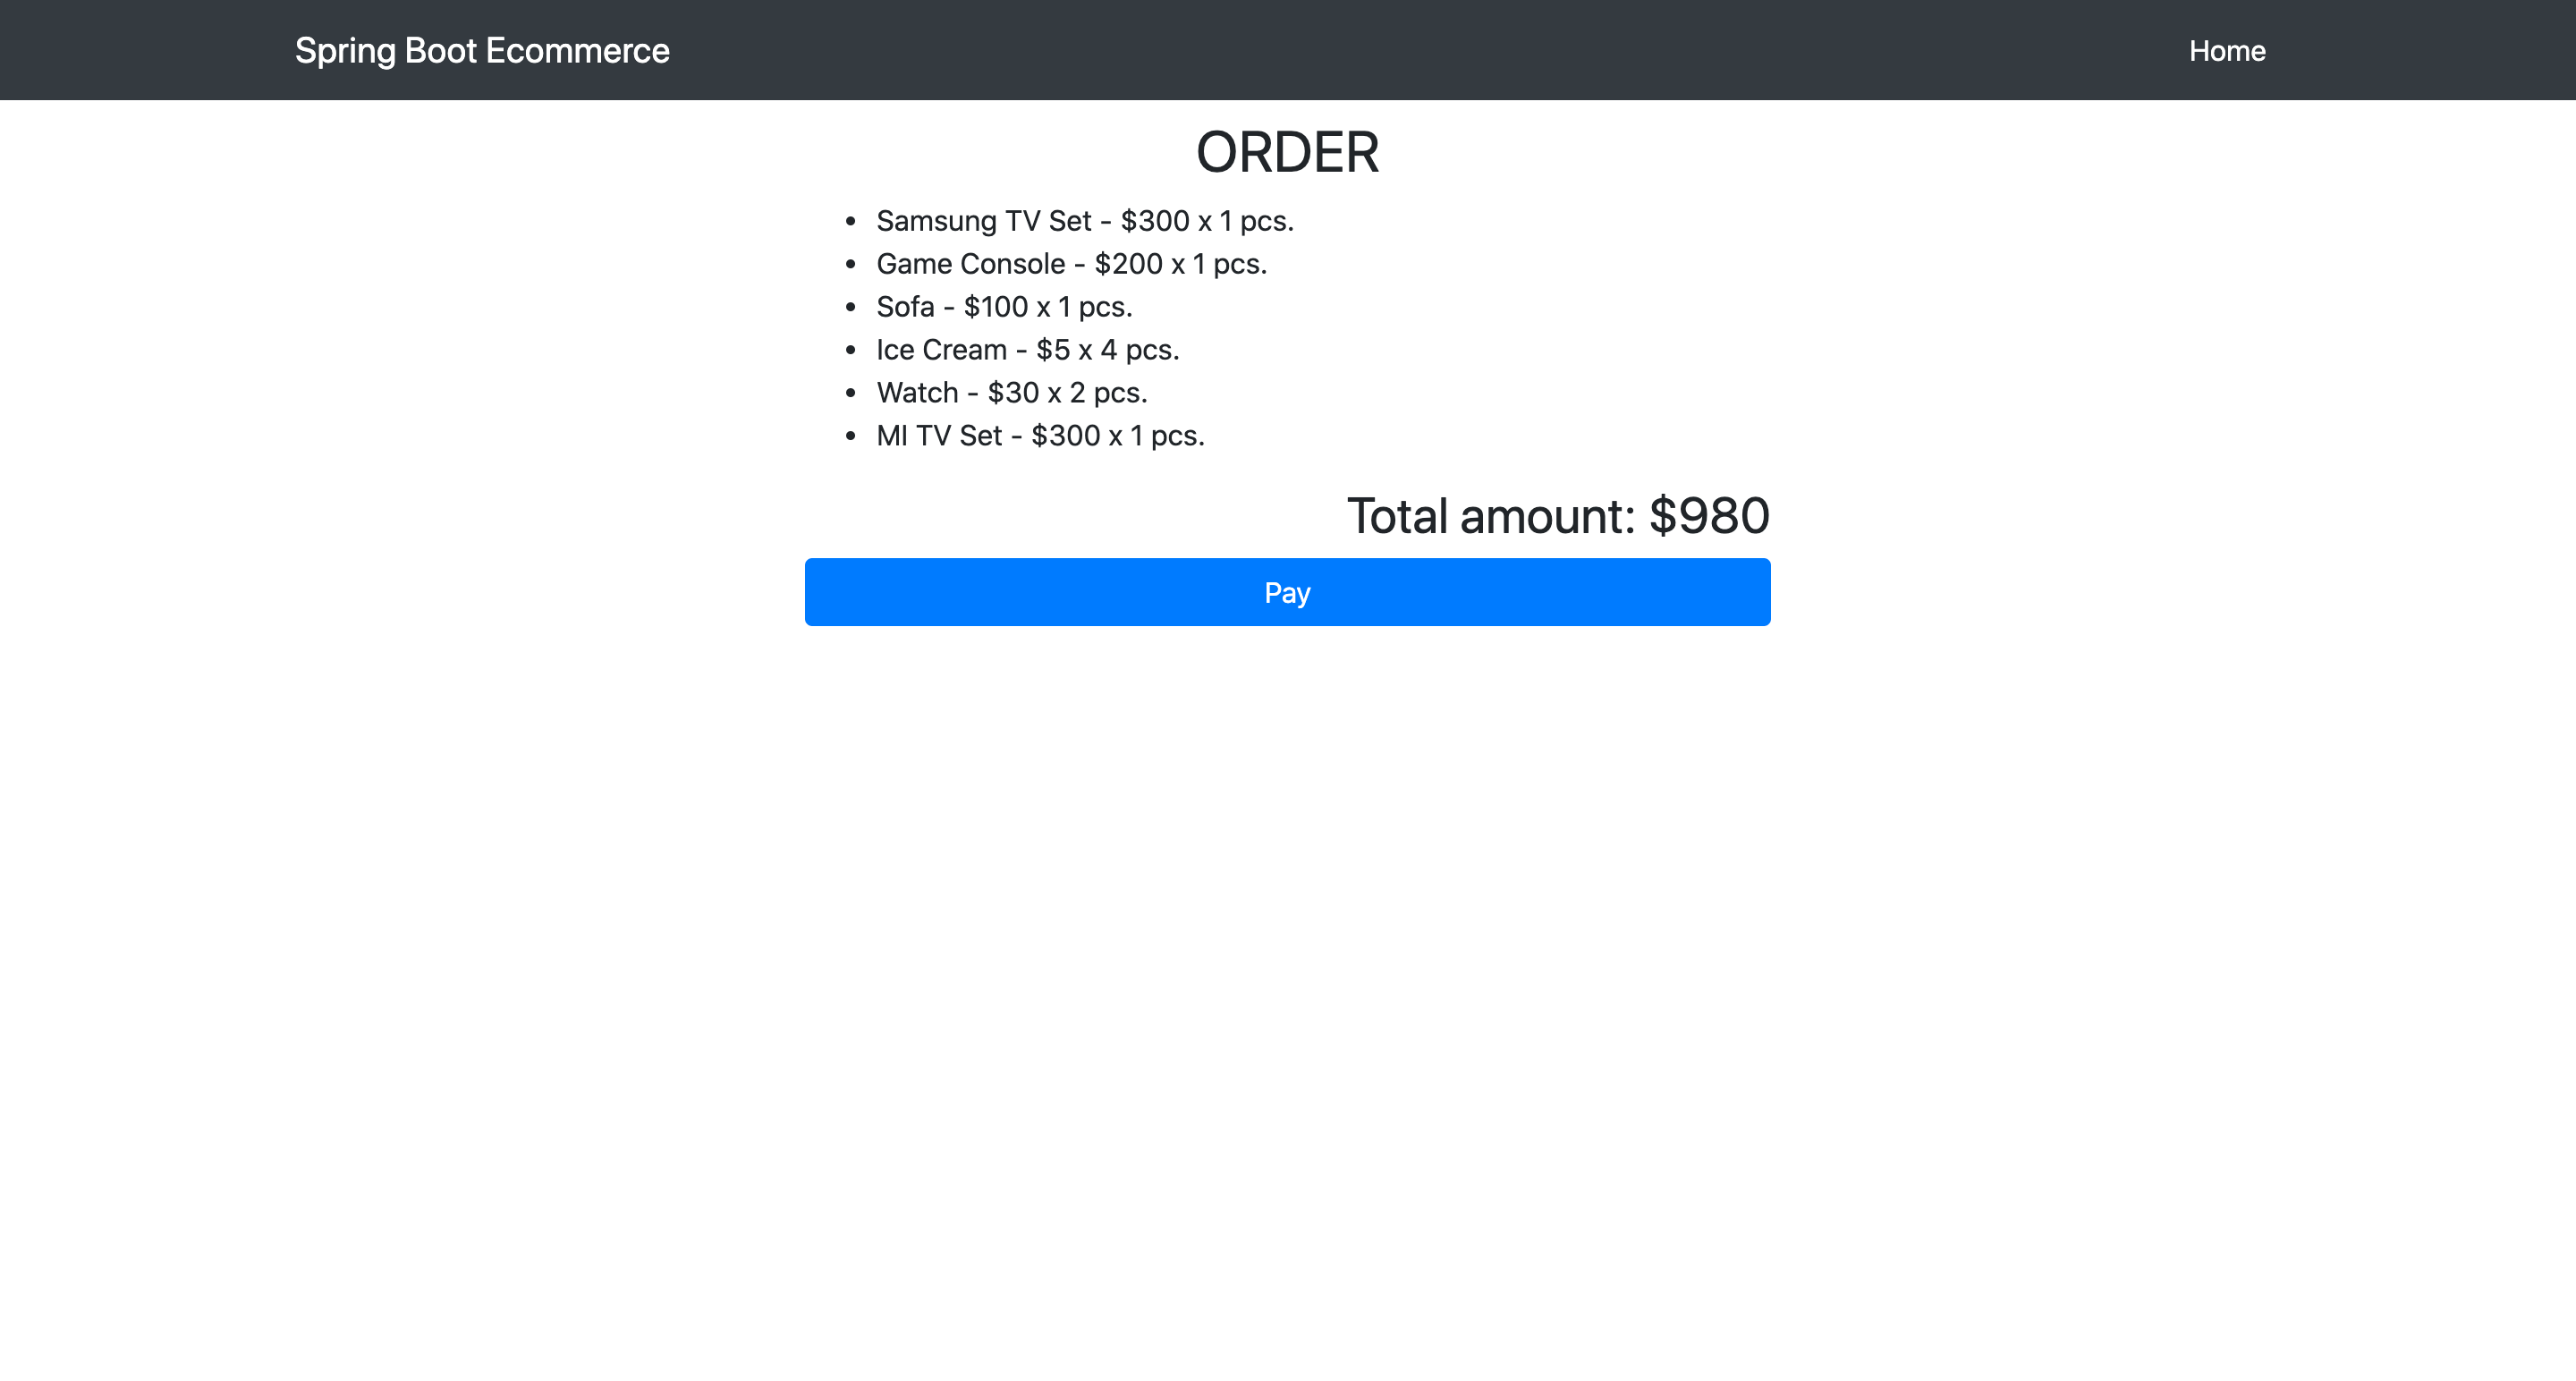 Spring Boot Ecommerce
Home
ORDER
Samsung TV Set - $300 x 1 pcs.
Game Console - $200 x 1 pcs.
Sofa - $100 x 1 pcs.
Ice Cream - $5 x 4 pcs.
Watch - $30 x 2 pcs.
MI TV Set - $300 x 1 pcs.
Total amount: $980
Pay